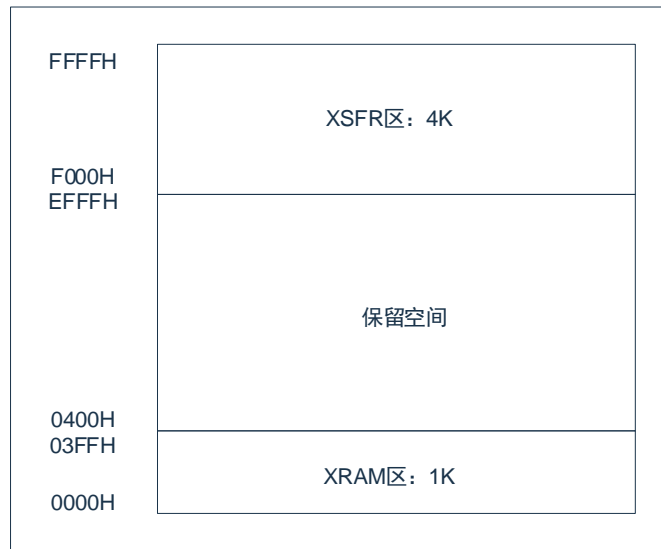 FFFFH
XSFR区：4K
F000H
EFFFH
保留空间
0400H
03FFH
XRAM区：1K
0000H